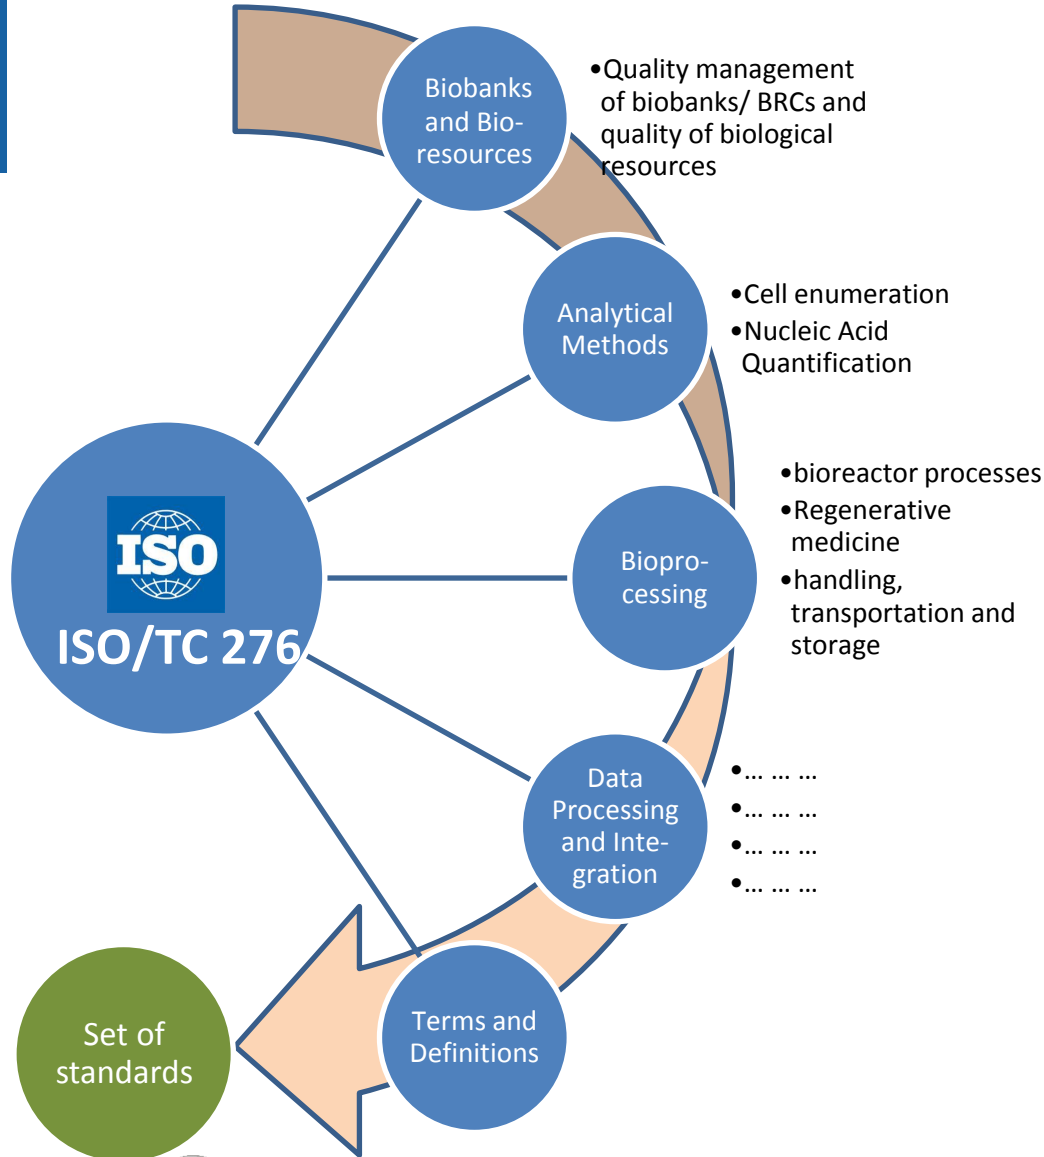 Biobanks
and Bio-
resources
•Quality management
of biobanks/ BRCs and
quality of biological
resources
Analytical
Methods
•Cell enumeration
•Nucleic Acid
Quantification
ISO
ISO/TC 276
Biopro-
cessing
•bioreactor processes
•Regenerative
medicine
•handling,
transportation and
storage
Data
Processing
and Inte-
gration
•... ... ...
•... ... ...
•... ... ...
•... ... ...
Terms and
Definitions
Set of
standards